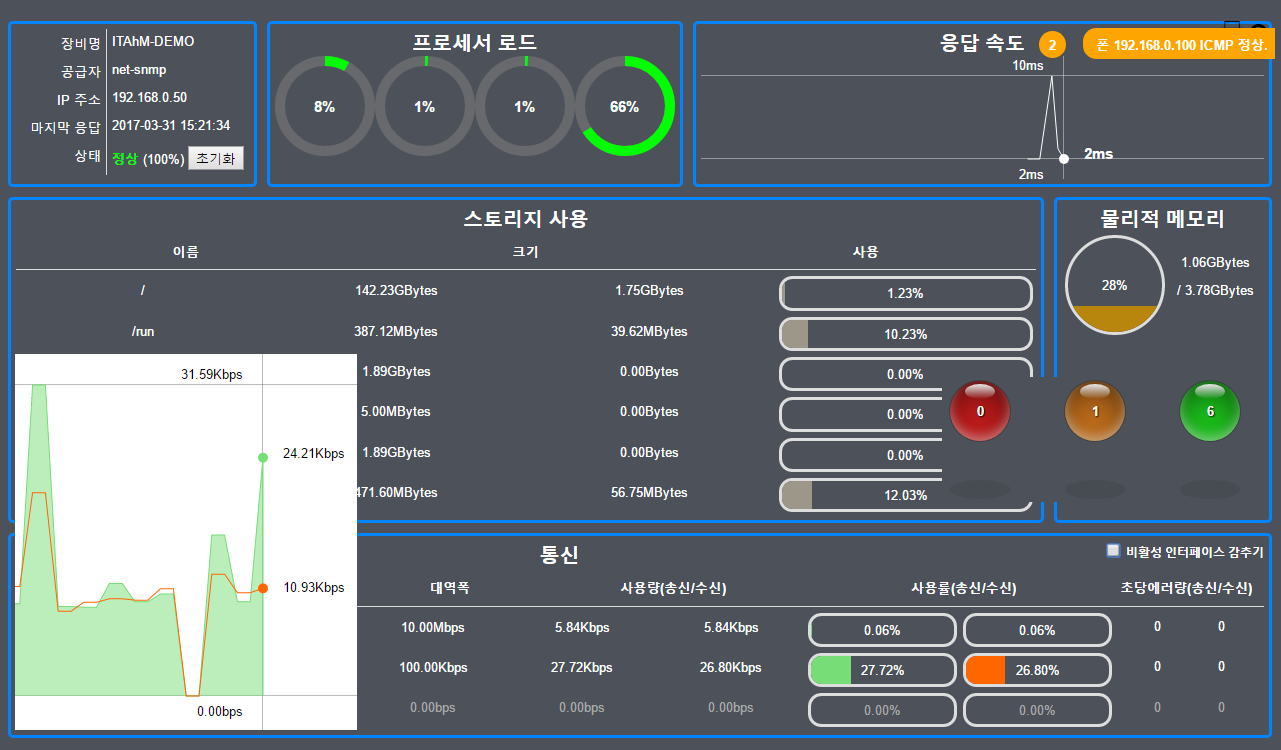 장비명 ITAhM-DEMO
공급자 net-snmp
IP 주소 192.168.0.50
마지막 응답 2017-03-31 15:21:34
상태 정상 (100%) 초기화
프로세서 로드
8% 1% 1% 66%
응답 속도 2 폰 192.168.0.100 ICMP 정상.
10ms
2ms
2ms
스토리지 사용
이름 크기 사용
/ 142.23GBytes 1.75GBytes 1.23%
/run 387.12MBytes 39.62MBytes 10.23%
1.89GBytes 0.00Bytes 0.00%
5.00MBytes 0.00Bytes 0.00%
1.89GBytes 0.00Bytes 0.00%
471.60MBytes 56.75MBytes 12.03%
물리적 메모리
28%
1.06GBytes
/ 3.78GBytes
0 1 6
31.59Kbps
24.21Kbps
10.93Kbps
0.00bps
통신
비활성 인터페이스 감추기
대역폭 사용량(송신/수신) 사용률(송신/수신) 초당에러량(송신/수신)
10.00Mbps 5.84Kbps 5.84Kbps 0.06% 0.06% 0 0
100.00Kbps 27.72Kbps 26.80Kbps 27.72% 26.80% 0 0
0.00bps 0.00bps 0.00bps 0.00% 0.00% 0 0